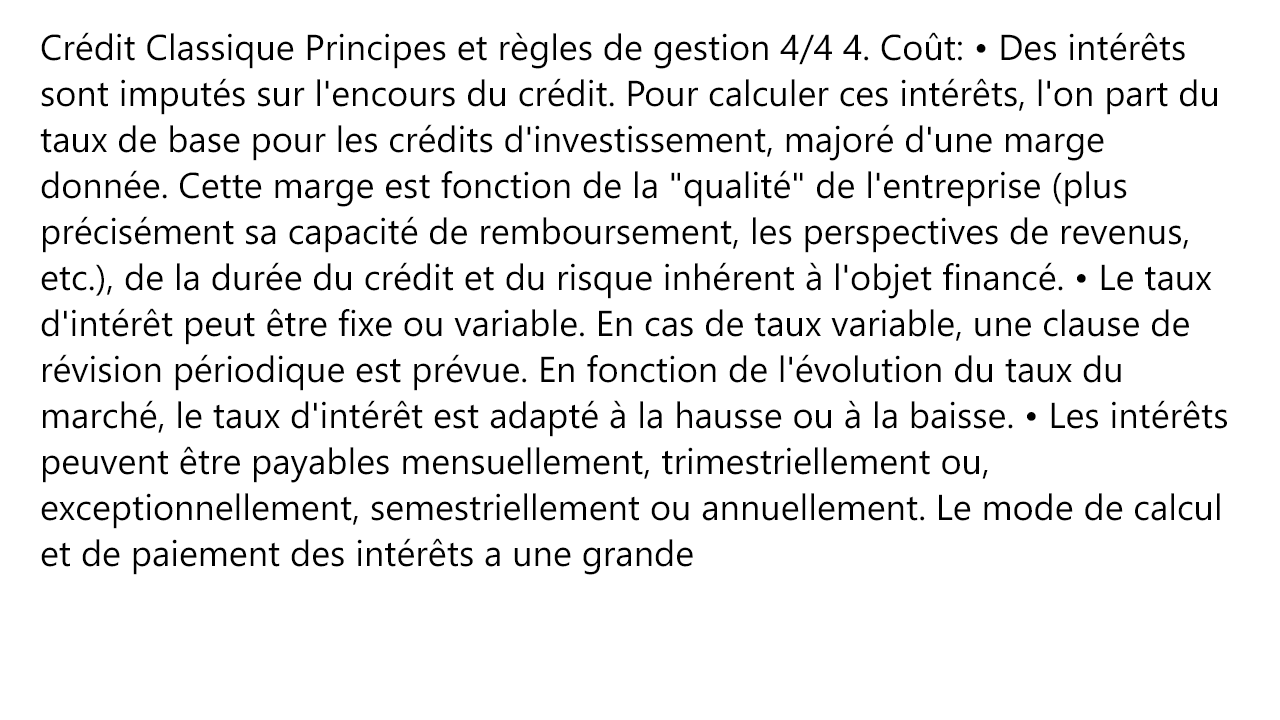 Crédit Classique Principes et règles de gestion 4/4 4. Coût: • Des intérêts
sont imputés sur l'encours du crédit. Pour calculer ces intérêts, l'on part du
taux de base pour les crédits d'investissement, majoré d'une marge
donnée. Cette marge est fonction de la "qualité" de l'entreprise (plus
précisément sa capacité de remboursement, les perspectives de revenus,
etc.), de la durée du crédit et du risque inhérent à l'objet financé. • Le taux
d'intérêt peut être fixe ou variable. En cas de taux variable, une clause de
révision périodique est prévue. En fonction de l'évolution du taux du
marché, le taux d'intérêt est adapté à la hausse ou à la baisse. • Les intérêts
peuvent être payables mensuellement, trimestriellement ou,
exceptionnellement, semestriellement ou annuellement. Le mode de calcul
et de paiement des intérêts a une grande